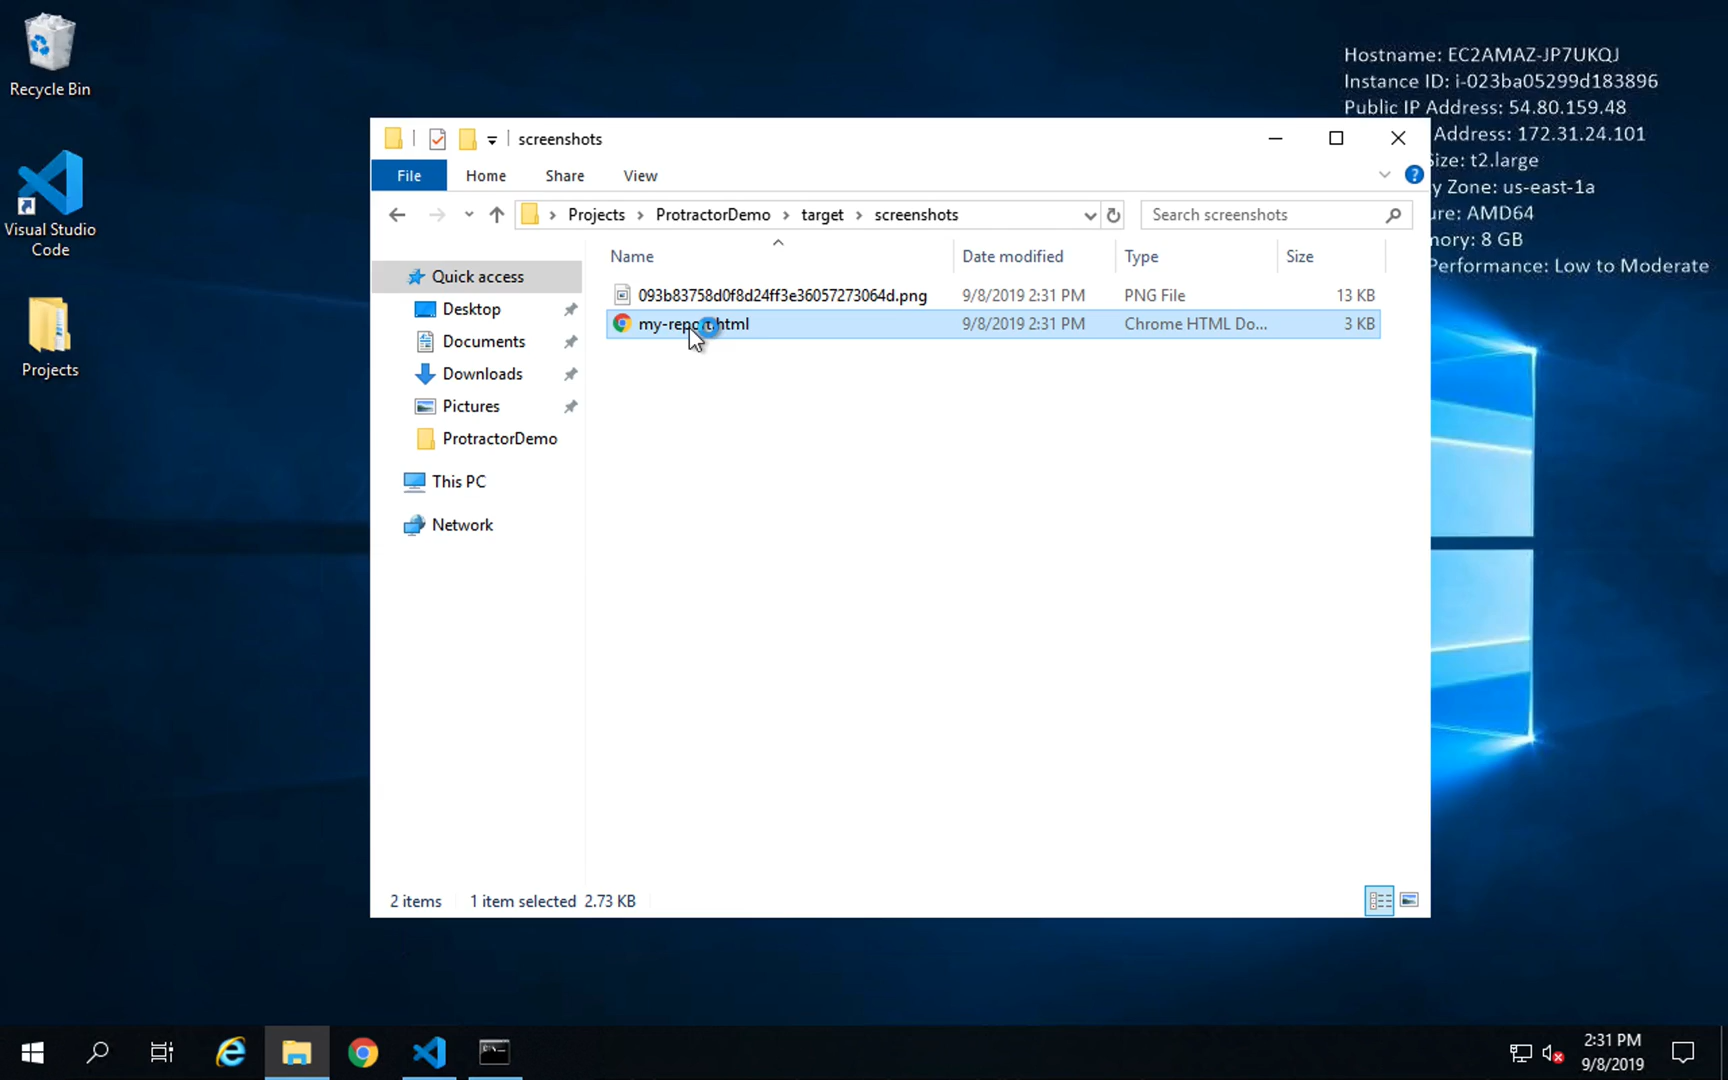 Recycle Bin
Visual Studio
Code
Projects
Hostname: EC2AMAZ-JP7UKQJ
Instance ID: i-023ba05299d183896
Public IP Address: 54.80.159.48
Address: 172.31.24.101
Size: t2.large
y Zone: us-east-1a
ure: AMD64
mory: 8 GB
Performance: Low to Moderate
screenshots
File Home Share View
Projects ProtractorDemo target screenshots
Search screenshots
Name Date modified Type Size
093b83758d0f8d24ff3e36057273064d.png 9/8/2019 2:31 PM PNG File 13 KB
my-report.html 9/8/2019 2:31 PM Chrome HTML Do... 3 KB
Quick access
Desktop
Documents
Downloads
Pictures
ProtractorDemo
This PC
Network
2 items 1 item selected 2.73 KB
2:31 PM
9/8/2019